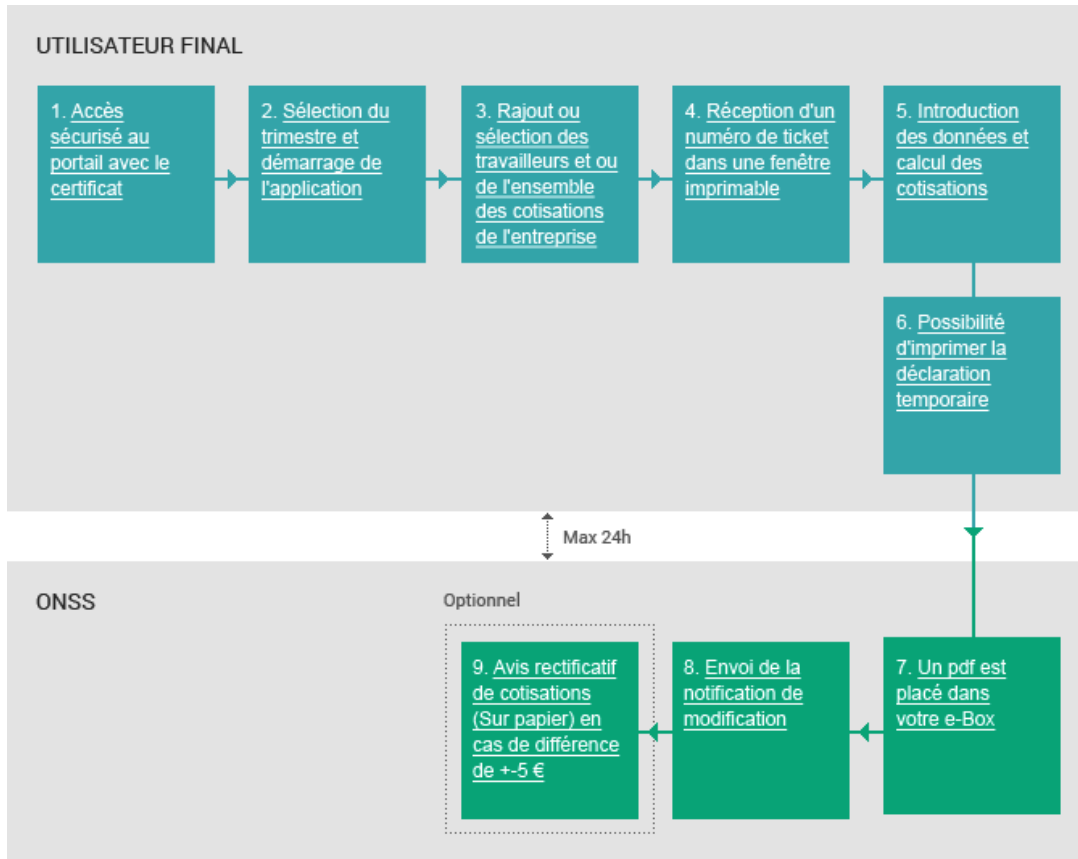 UTILISATEUR FINAL
1. Accès
sécurisé au
portail avec le
certificat
2. Sélection du
trimestre et
démarrage de
l'application
3. Rajout ou
sélection des
travailleurs et ou
de l'ensemble
des cotisations
de l'entreprise
4. Réception d'un
numéro de ticket
dans une fenêtre
imprimable
5. Introduction
des données et
calcul des
cotisations
6. Possibilité
d'imprimer la
déclaration
temporaire
Max 24h
ONSS
7. Un pdf est
placé dans
votre e-Box
8. Envoi de la
notification de
modification
Optionnel
9. Avis rectificatif
de cotisations
(Sur papier) en
cas de différence
de +-5 €